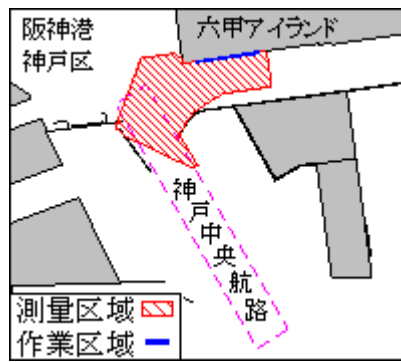 阪神港
神戸区
六甲アイランド
神戸中央航路
測量区域
作業区域